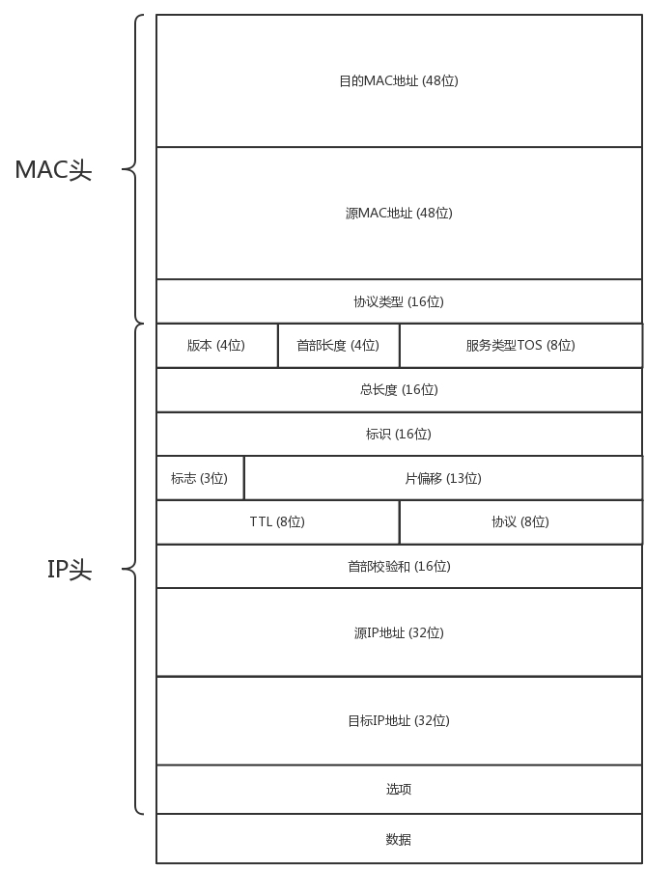 目的MAC地址 (48位)
MAC头
源MAC地址 (48位)
协议类型 (16位)
版本 (4位)
首部长度 (4位)
服务类型TOS (8位)
总长度 (16位)
标识 (16位)
标志 (3位)
片偏移 (13位)
TTL (8位)
协议 (8位)
IP头
首部校验和 (16位)
源IP地址 (32位)
目标IP地址 (32位)
选项
数据